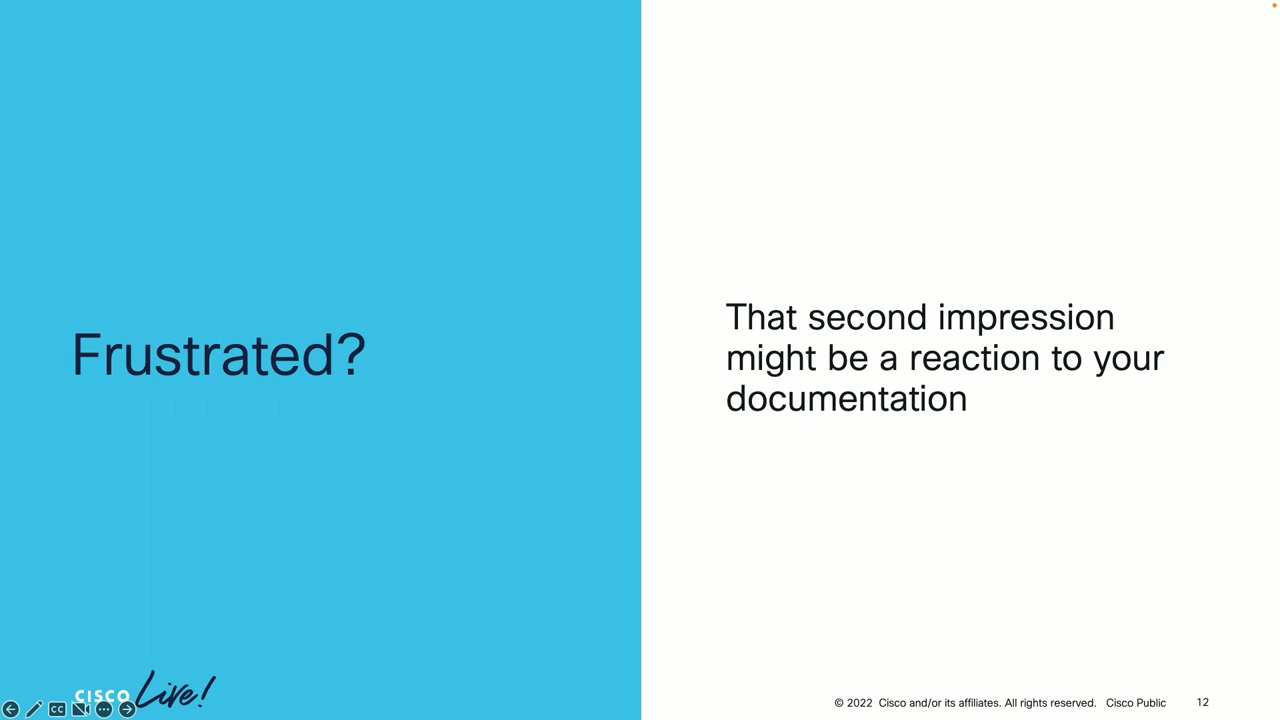 Frustrated?
That second impression
might be a reaction to your
documentation
CISCO Live!
CC
© 2022 Cisco and/or its affiliates. All rights reserved. Cisco Public 12